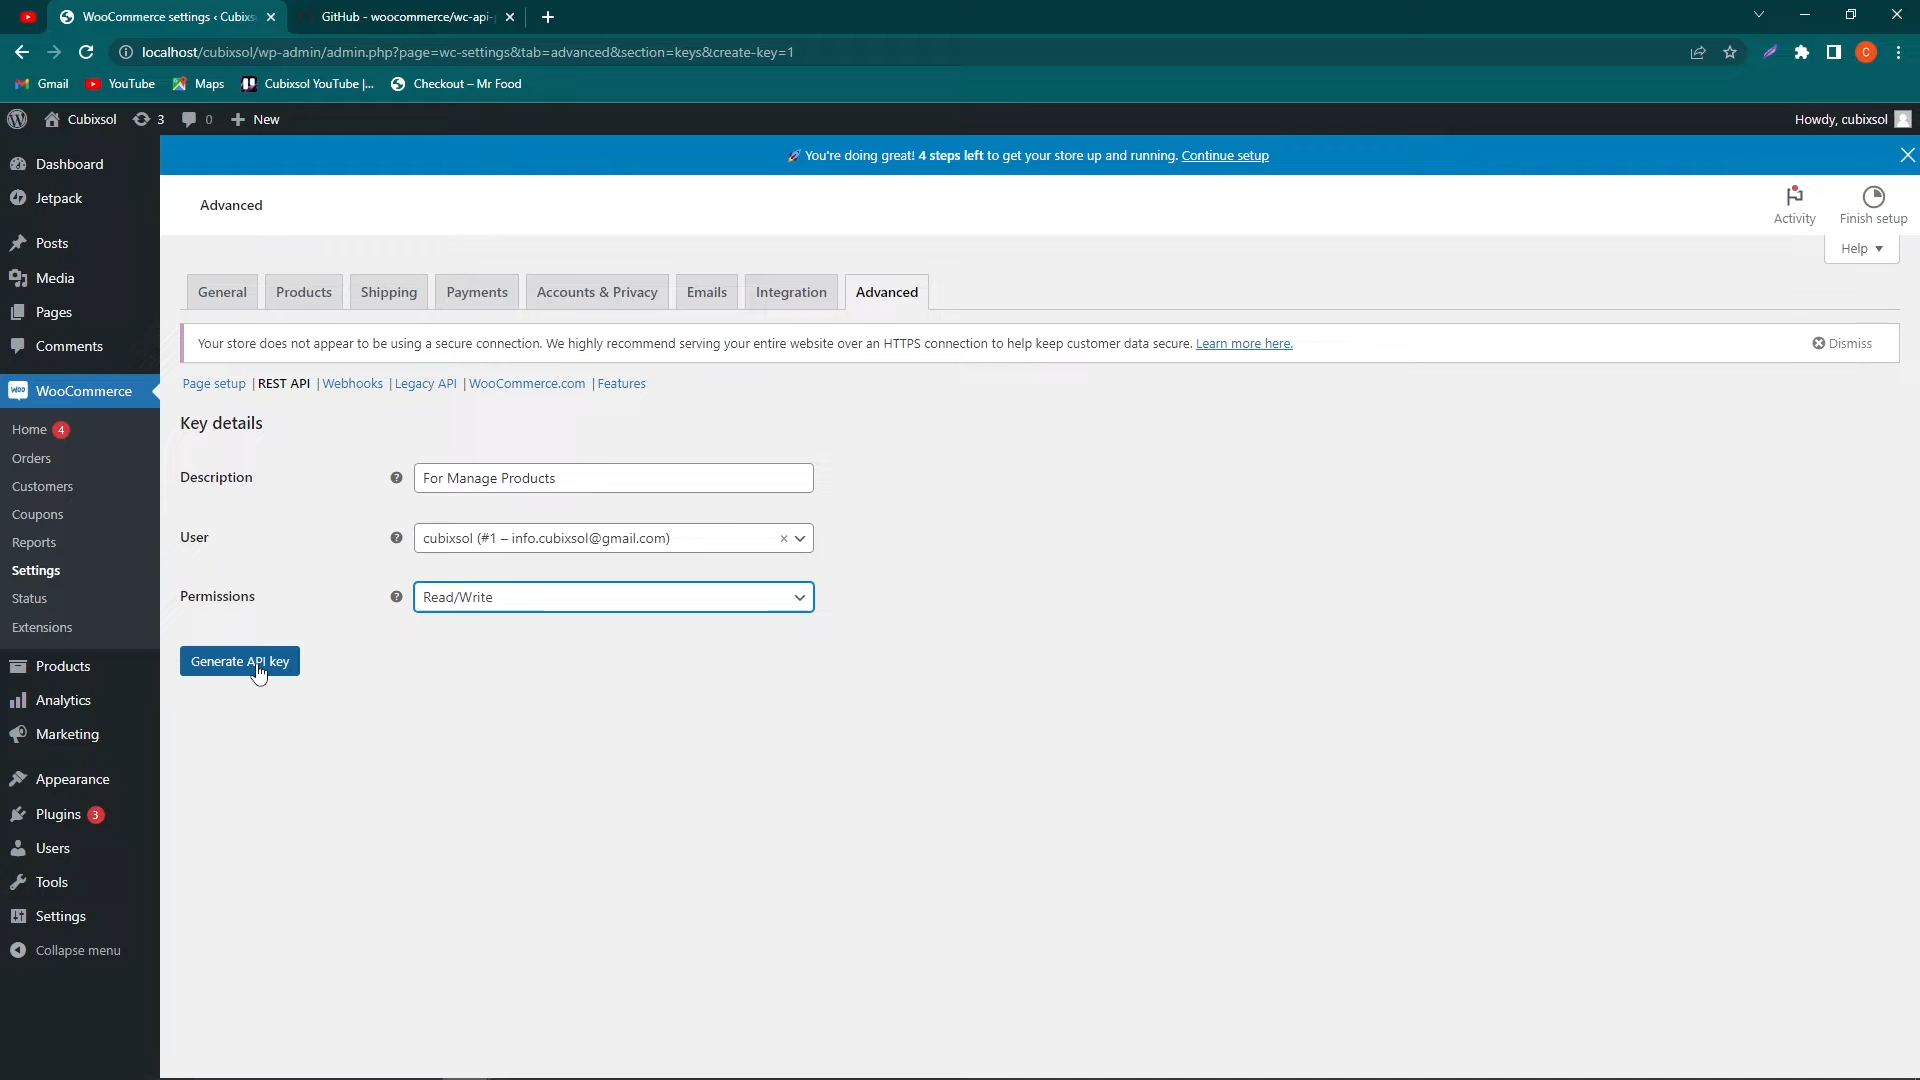 WooCommerce settings ‹ Cubixs
GitHub - woocommerce/wc-api-
localhost/cubixsol/wp-admin/admin.php?page=wc-settings&tab=advanced&section=keys&create-key=1
C
Gmail
YouTube
Maps
Cubixsol YouTube |...
Checkout – Mr Food
Cubixsol
3
0
New
Howdy, cubixsol
Dashboard
Jetpack
Posts
Media
Pages
Comments
WOO
WooCommerce
Home 4
Orders
Customers
Coupons
Reports
Settings
Status
Extensions
Products
Analytics
Marketing
Appearance
Plugins 3
Users
Tools
Settings
Collapse menu
🚀 You're doing great! 4 steps left to get your store up and running. Continue setup
Advanced
Activity
Finish setup
Help
General
Products
Shipping
Payments
Accounts & Privacy
Emails
Integration
Advanced
Your store does not appear to be using a secure connection. We highly recommend serving your entire website over an HTTPS connection to help keep customer data secure. Learn more here.
Dismiss
Page setup | REST API | Webhooks | Legacy API | WooCommerce.com | Features
Key details
Description
For Manage Products
User
cubixsol (#1 – info.cubixsol@gmail.com)
×
Permissions
Read/Write
Generate API key